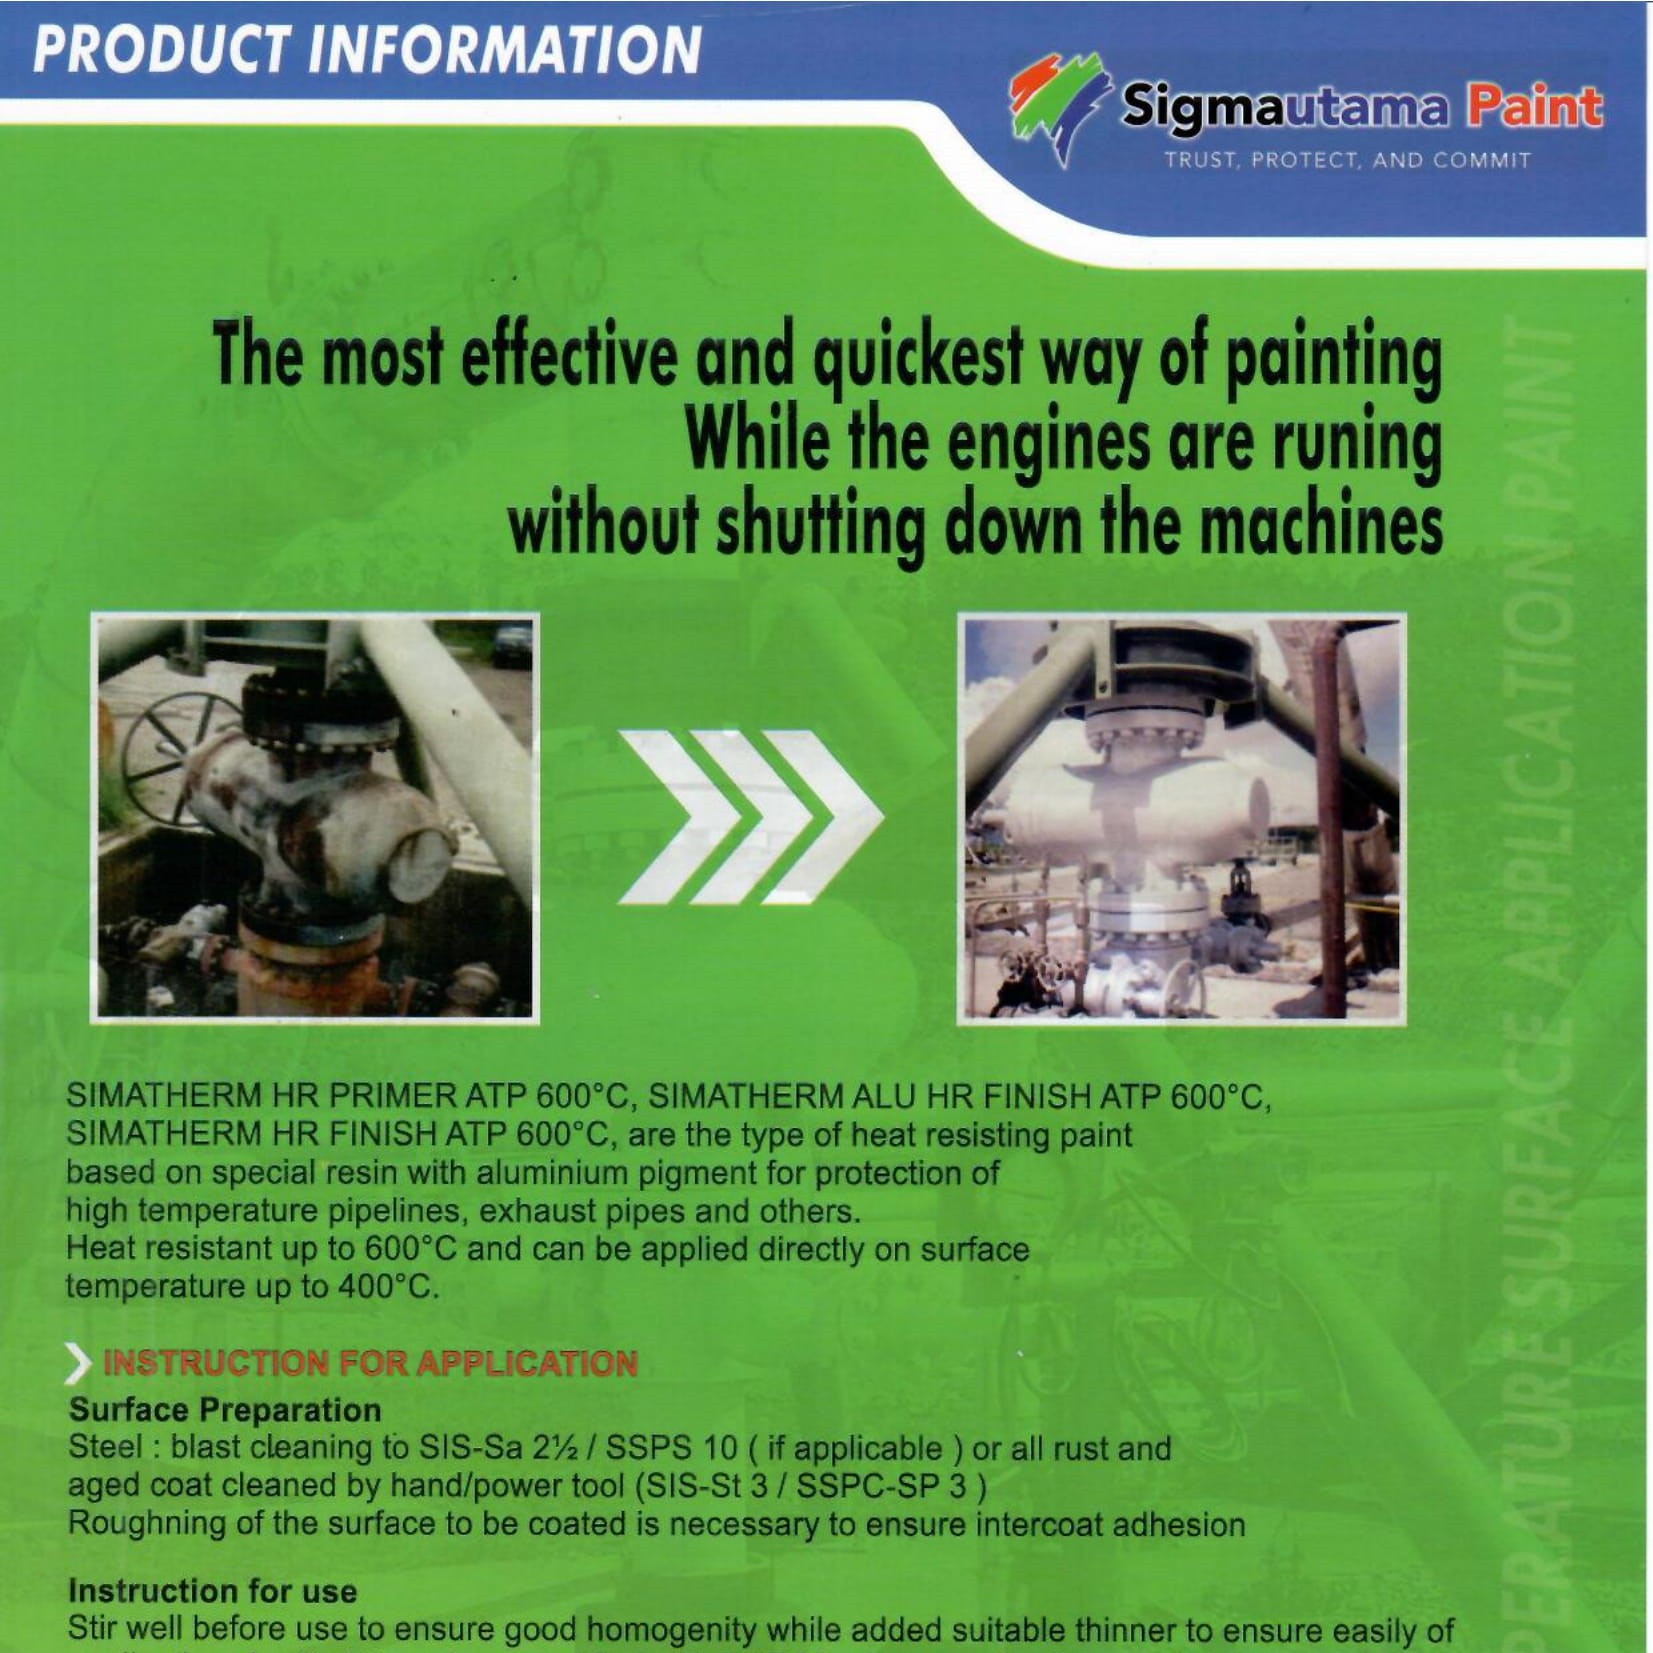 PRODUCT INFORMATION
Sigmautama Paint
TRUST, PROTECT, AND COMMIT
The most effective and quickest way of painting
While the engines are runing
without shutting down the machines
SIMATHERM HR PRIMER ATP 600°C, SIMATHERM ALU HR FINISH ATP 600°C,
SIMATHERM HR FINISH ATP 600°C, are the type of heat resisting paint
based on special resin with aluminium pigment for protection of
high temperature pipelines, exhaust pipes and others.
Heat resistant up to 600°C and can be applied directly on surface
temperature up to 400°C.
INSTRUCTION FOR APPLICATION
Surface Preparation
Steel : blast cleaning to SIS-Sa 2½ / SSPS 10 ( if applicable ) or all rust and
aged coat cleaned by hand/power tool (SIS-St 3 / SSPC-SP 3 )
Roughning of the surface to be coated is necessary to ensure intercoat adhesion
Instruction for use
Stir well before use to ensure good homogenity while added suitable thinner to ensure easily of
PERATURE SURFACE APPLICATION PAINT